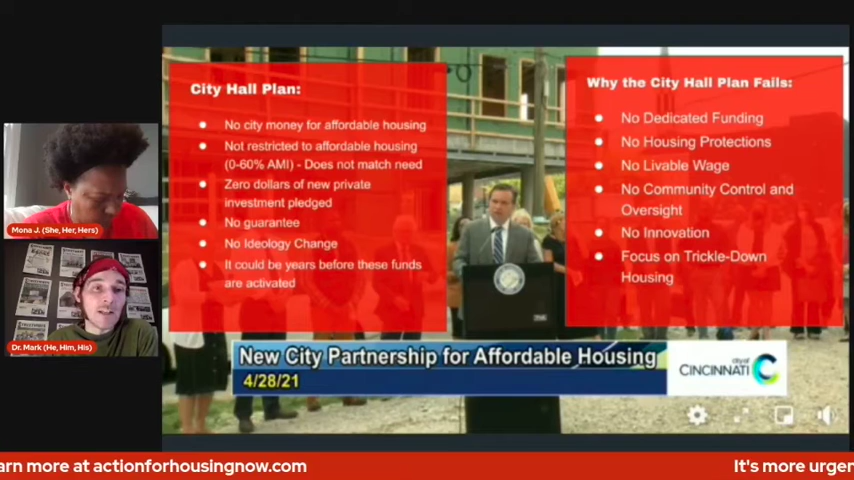 City Hall Plan:
No city money for affordable housing
Not restricted to affordable housing
(0-60% AMI) - Does not match need
Zero dollars of new private
investment pledged
No guarantee
No Ideology Change
It could be years before these funds
are activated
Why the City Hall Plan Fails:
No Dedicated Funding
No Housing Protections
No Livable Wage
No Community Control and
Oversight
No Innovation
Focus on Trickle-Down
Housing
Mona J. (She, Her, Hers)
Dr. Mark (He, Him, His)
New City Partnership for Affordable Housing
4/28/21
city of
CINCINNATI
arn more at actionforhousingnow.com
It's more urgen